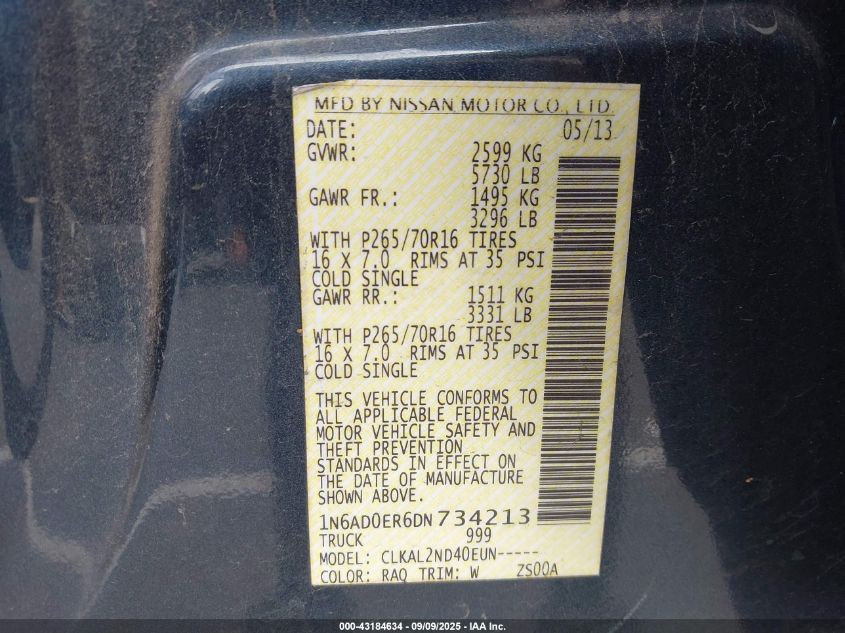 MFD BY NISSAN MOTOR CO., LTD.
DATE: 05/13
GVWR: 2599 KG
5730 LB
GAWR FR.: 1495 KG
3296 LB
WITH P265/70R16 TIRES
16 X 7.0 RIMS AT 35 PSI
COLD SINGLE
GAWR RR.: 1511 KG
3331 LB
WITH P265/70R16 TIRES
16 X 7.0 RIMS AT 35 PSI
COLD SINGLE
THIS VEHICLE CONFORMS TO
ALL APPLICABLE FEDERAL
MOTOR VEHICLE SAFETY AND
THEFT PREVENTION
STANDARDS IN EFFECT ON
THE DATE OF MANUFACTURE
SHOWN ABOVE.
1N6AD0ER6DN734213
TRUCK 999
MODEL: CLKAL2ND40EUN-----
COLOR: RAQ TRIM: W ZS00A
000-43184634 - 09/09/2025 - IAA Inc.